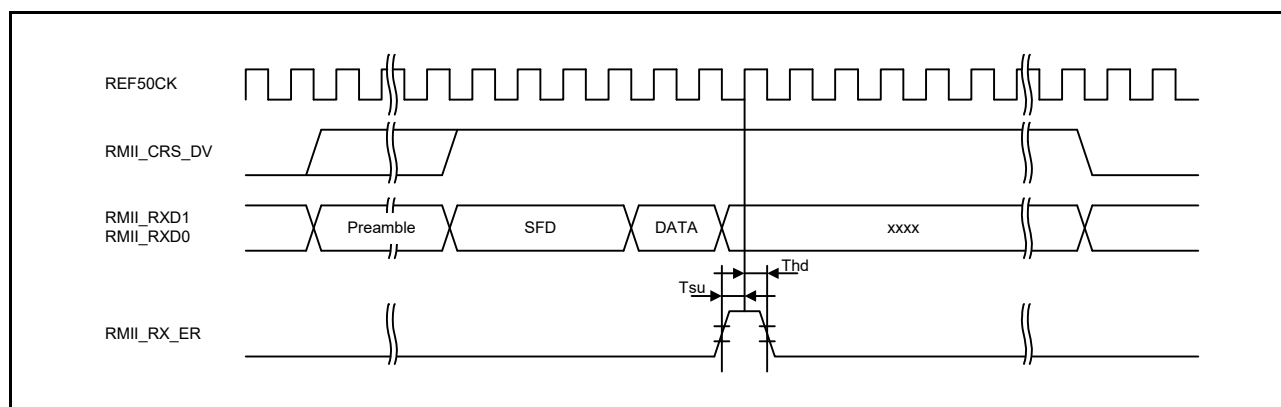 REF50CK
RMII_CRS_DV
RMII_RXD1
RMII_RXD0
Preamble
SFD
DATA
xxxx
Thd
Tsu
RMII_RX_ER